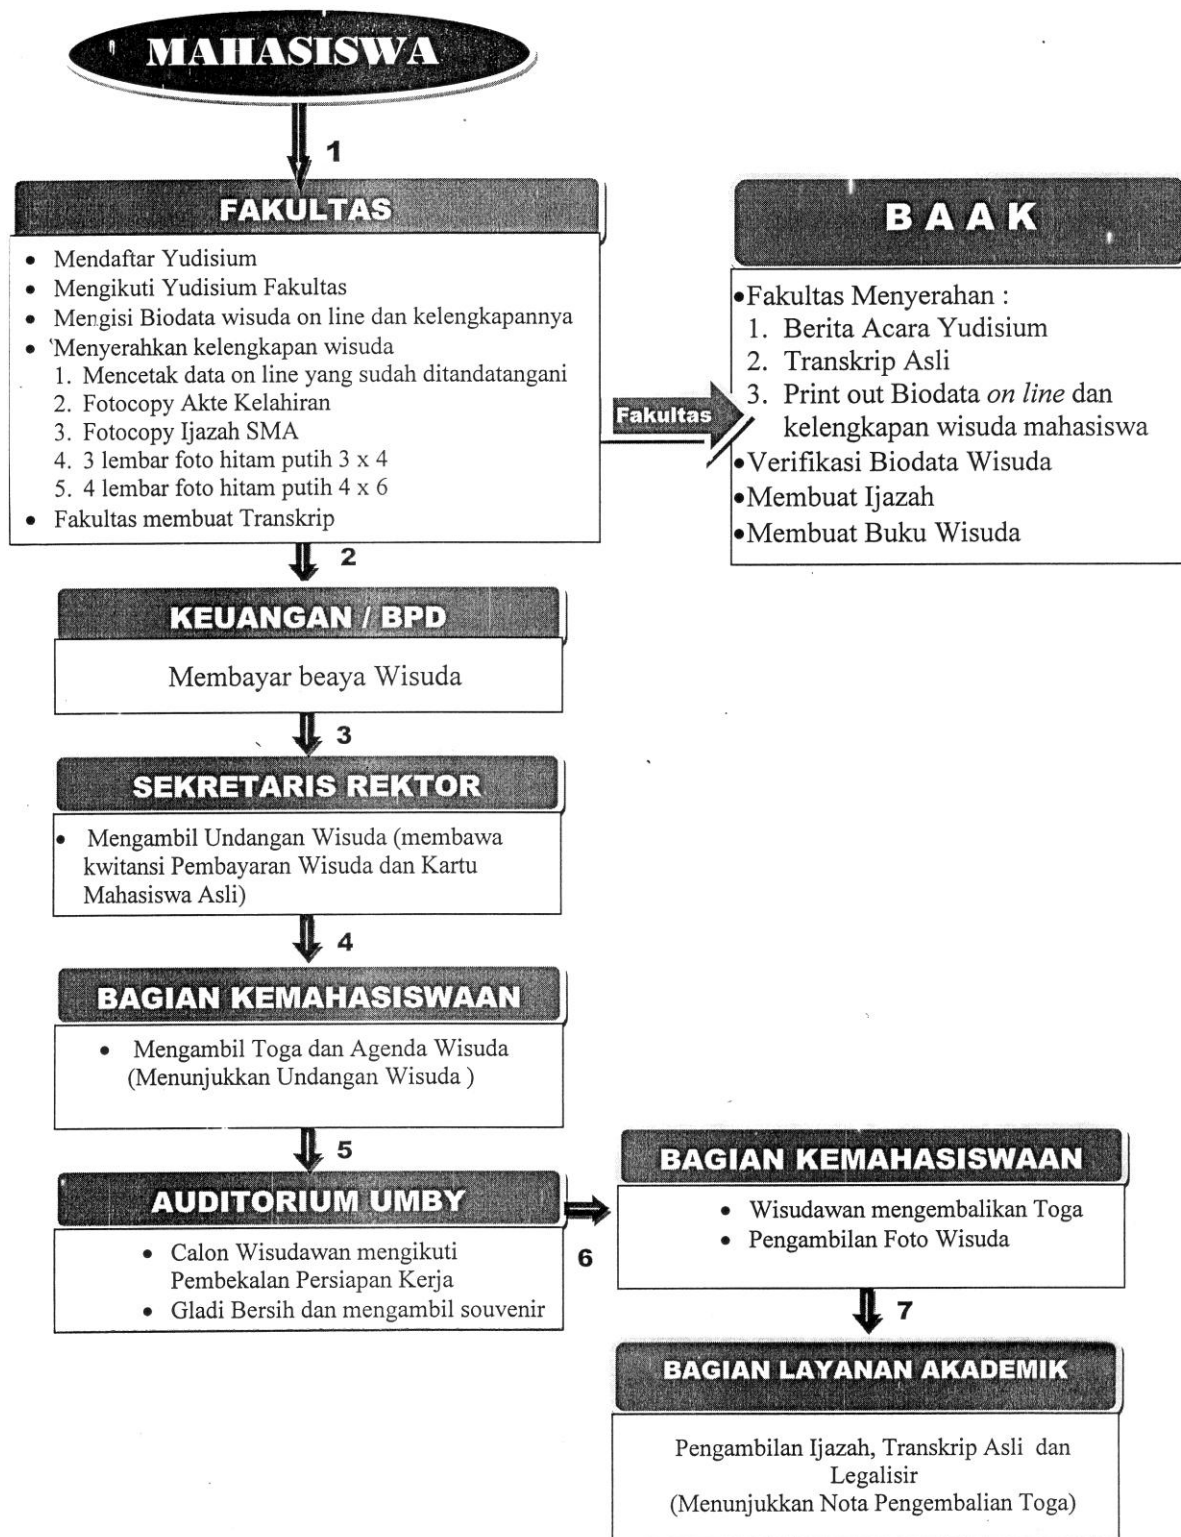 MAHASISWA
1
FAKULTAS
• Mendaftar Yudisium
• Mengikuti Yudisium Fakultas
• Mengisi Biodata wisuda on line dan kelengkapannya
• Menyerahkan kelengkapan wisuda
1. Mencetak data on line yang sudah ditandatangani
2. Fotocopy Akte Kelahiran
3. Fotocopy Ijazah SMA
4. 3 lembar foto hitam putih 3 x 4
5. 4 lembar foto hitam putih 4 x 6
• Fakultas membuat Transkrip
Fakultas
B A A K
•Fakultas Menyerahan :
1. Berita Acara Yudisium
2. Transkrip Asli
3. Print out Biodata on line dan
kelengkapan wisuda mahasiswa
•Verifikasi Biodata Wisuda
•Membuat Ijazah
•Membuat Buku Wisuda
2
KEUANGAN / BPD
Membayar beaya Wisuda
3
SEKRETARIS REKTOR
• Mengambil Undangan Wisuda (membawa
kwitansi Pembayaran Wisuda dan Kartu
Mahasiswa Asli)
4
BAGIAN KEMAHASISWAAN
• Mengambil Toga dan Agenda Wisuda
(Menunjukkan Undangan Wisuda )
5
AUDITORIUM UMBY
• Calon Wisudawan mengikuti
Pembekalan Persiapan Kerja
• Gladi Bersih dan mengambil souvenir
6
BAGIAN KEMAHASISWAAN
• Wisudawan mengembalikan Toga
• Pengambilan Foto Wisuda
7
BAGIAN LAYANAN AKADEMIK
Pengambilan Ijazah, Transkrip Asli dan
Legalisir
(Menunjukkan Nota Pengembalian Toga)